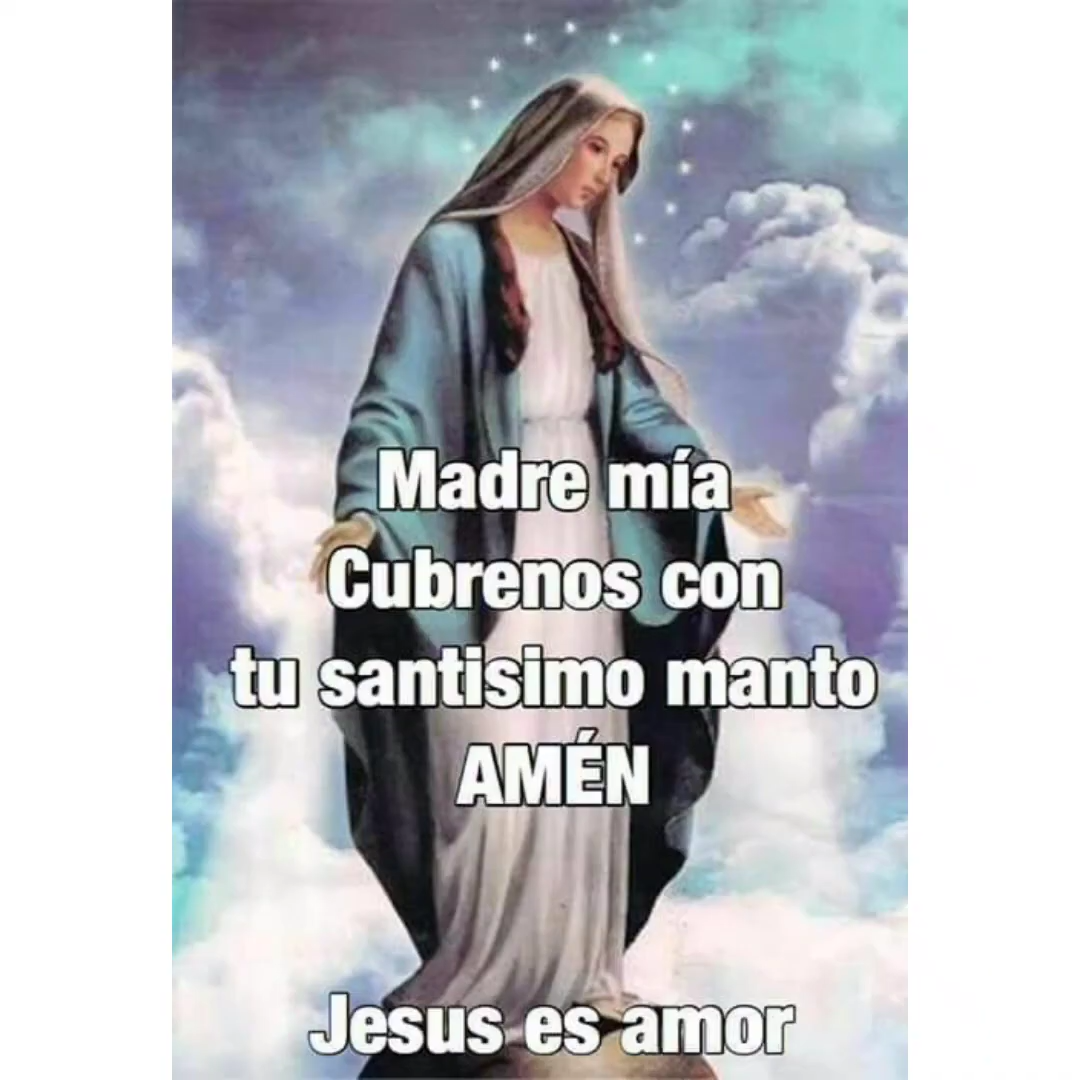 Madre mía
Cubrenos con
tu santisimo manto
AMÉN
Jesus es amor